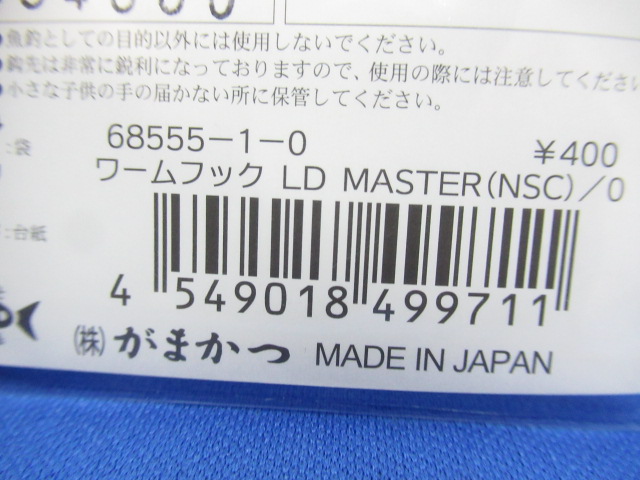 魚釣としての目的以外には使用しないでください。
鈎先は非常に鋭利になっておりますので、使用の際には注意してください
小さな子供の手の届かない所に保管してください。
:袋
68555-1-0 ¥400
ワームフック LD MASTER(NSC)/0
:台紙
4 549018 499711
(株) がまかつ MADE IN JAPAN